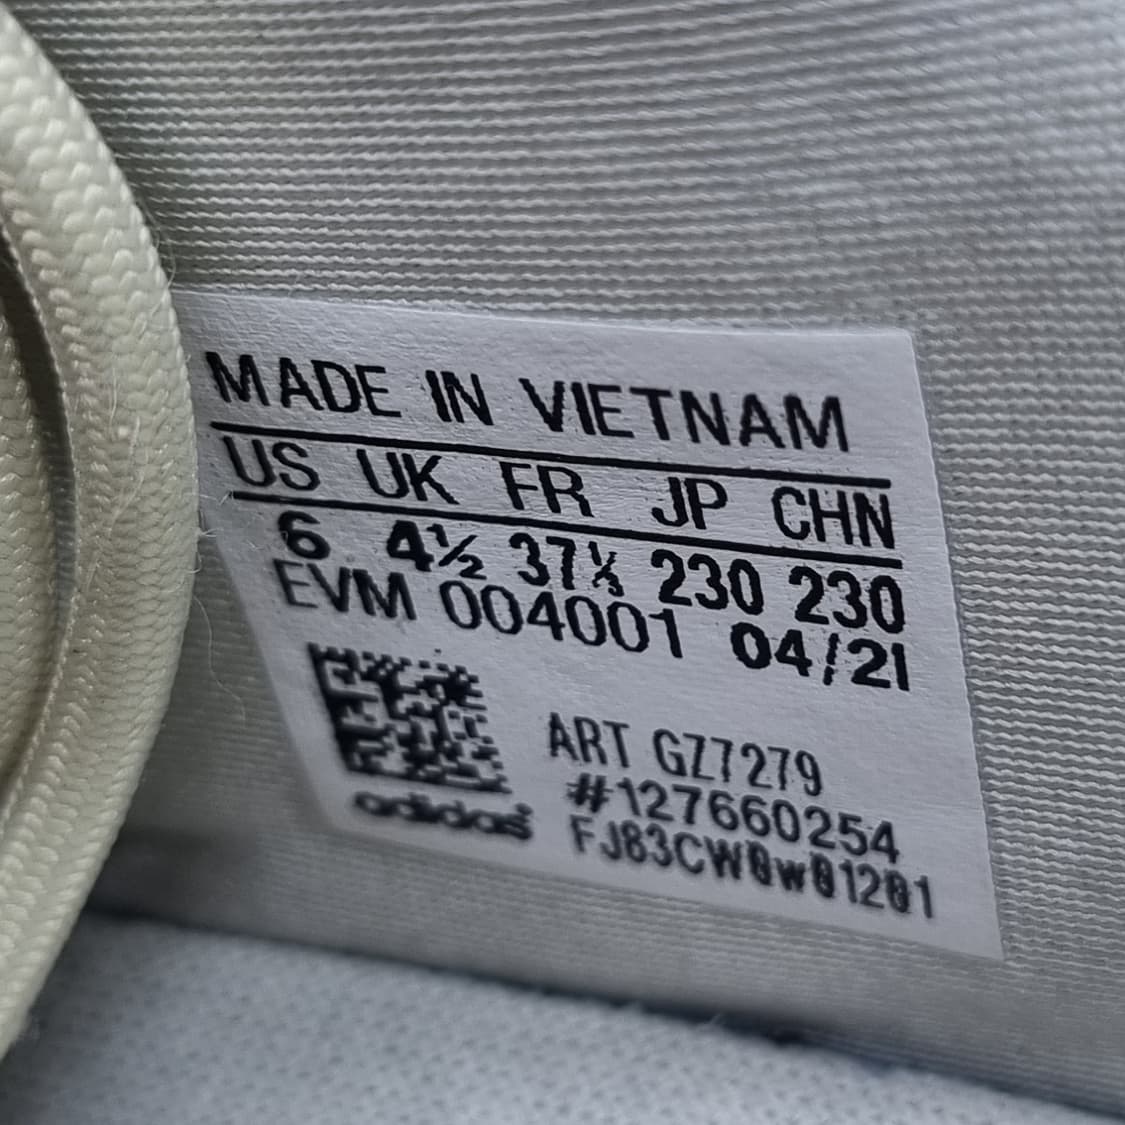 MADE IN VIETNAM
US UK FR JP CHN
6 4½ 37⅓ 230 230
EVM 004001 04/21
ART GZ7279
#127660254
adidas
FJ83CW0w01201